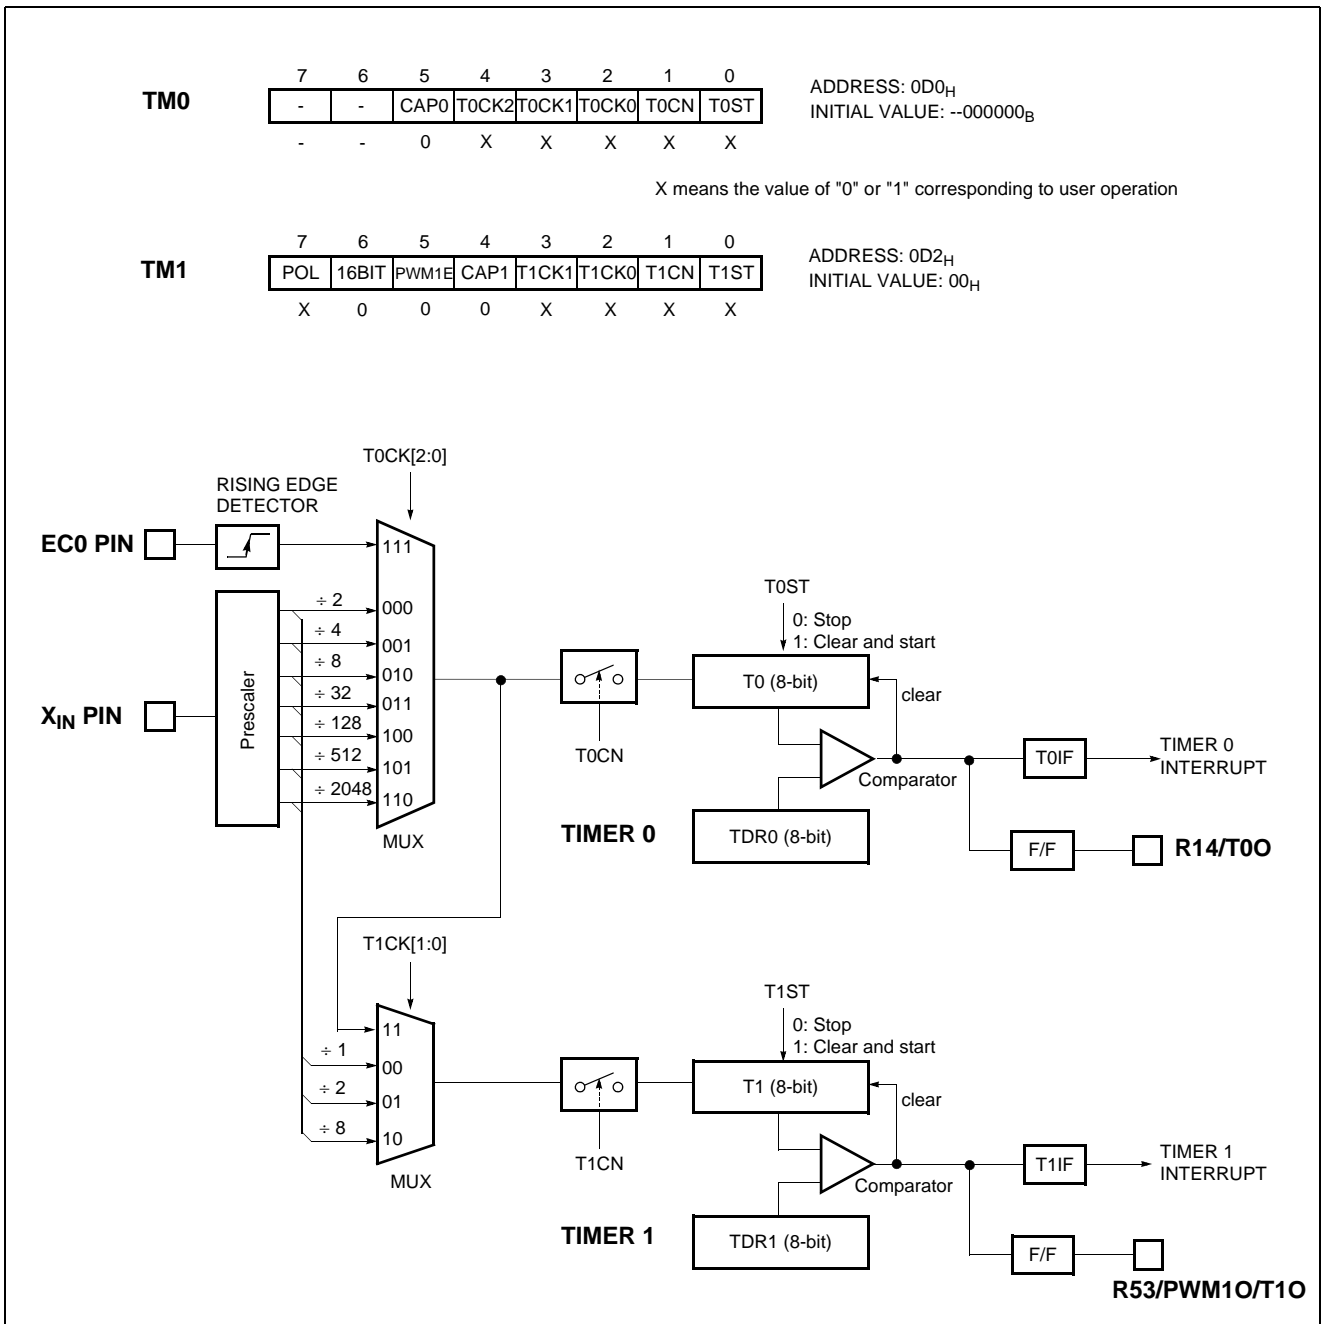 7 6 5 4 3 2 1 0
TM0 - - CAP0 T0CK2 T0CK1 T0CK0 T0CN T0ST
- - 0 X X X X X
ADDRESS: 0D0H
INITIAL VALUE: --000000B
X means the value of "0" or "1" corresponding to user operation
7 6 5 4 3 2 1 0
TM1 POL 16BIT PWM1E CAP1 T1CK1 T1CK0 T1CN T1ST
X 0 0 0 X X X X
ADDRESS: 0D2H
INITIAL VALUE: 00H
T0CK[2:0]
RISING EDGE
DETECTOR
EC0 PIN
111
XIN PIN
Prescaler
÷ 2 000
÷ 4 001
÷ 8 010
÷ 32 011
÷ 128 100
÷ 512 101
÷ 2048 110
MUX
T0CN
T0ST
0: Stop
1: Clear and start
T0 (8-bit)
clear
Comparator
TIMER 0
TDR0 (8-bit)
T0IF
TIMER 0
INTERRUPT
F/F
R14/T0O
T1CK[1:0]
11
÷ 1 00
÷ 2 01
÷ 8 10
MUX
T1CN
T1ST
0: Stop
1: Clear and start
T1 (8-bit)
clear
Comparator
TIMER 1
TDR1 (8-bit)
T1IF
TIMER 1
INTERRUPT
F/F
R53/PWM1O/T1O